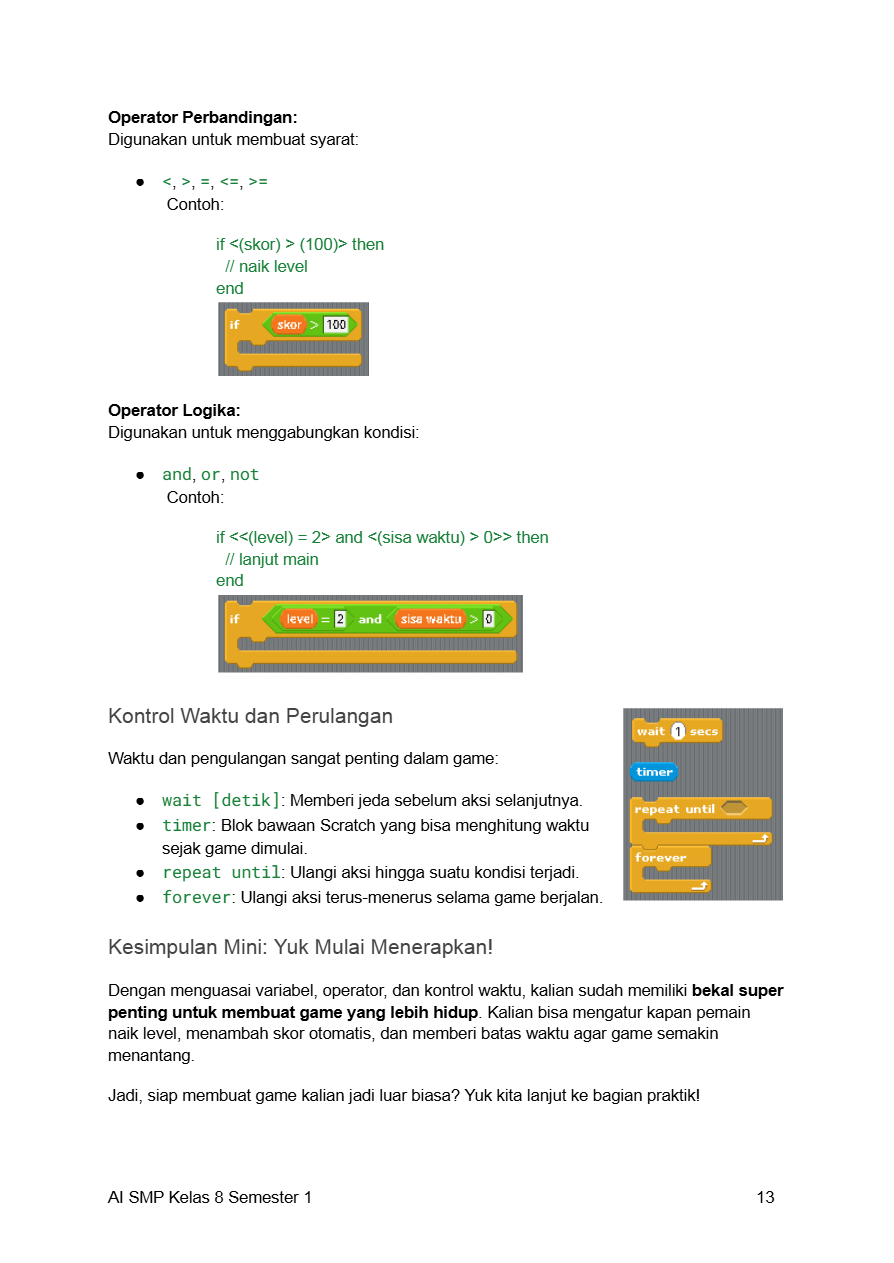 Operator Perbandingan:
Digunakan untuk membuat syarat:
● <, >, =, <=, >=
Contoh:
if <(skor) > (100)> then
// naik level
end
if skor > 100
Operator Logika:
Digunakan untuk menggabungkan kondisi:
● and, or, not
Contoh:
if <<(level) = 2> and <(sisa waktu) > 0>> then
// lanjut main
end
if level = 2 and sisa waktu > 0
Kontrol Waktu dan Perulangan
Waktu dan pengulangan sangat penting dalam game:
● wait [detik]: Memberi jeda sebelum aksi selanjutnya.
● timer: Blok bawaan Scratch yang bisa menghitung waktu
sejak game dimulai.
● repeat until: Ulangi aksi hingga suatu kondisi terjadi.
● forever: Ulangi aksi terus-menerus selama game berjalan.
wait 1 secs
timer
repeat until
forever
Kesimpulan Mini: Yuk Mulai Menerapkan!
Dengan menguasai variabel, operator, dan kontrol waktu, kalian sudah memiliki bekal super
penting untuk membuat game yang lebih hidup. Kalian bisa mengatur kapan pemain
naik level, menambah skor otomatis, dan memberi batas waktu agar game semakin
menantang.
Jadi, siap membuat game kalian jadi luar biasa? Yuk kita lanjut ke bagian praktik!
AI SMP Kelas 8 Semester 1 13